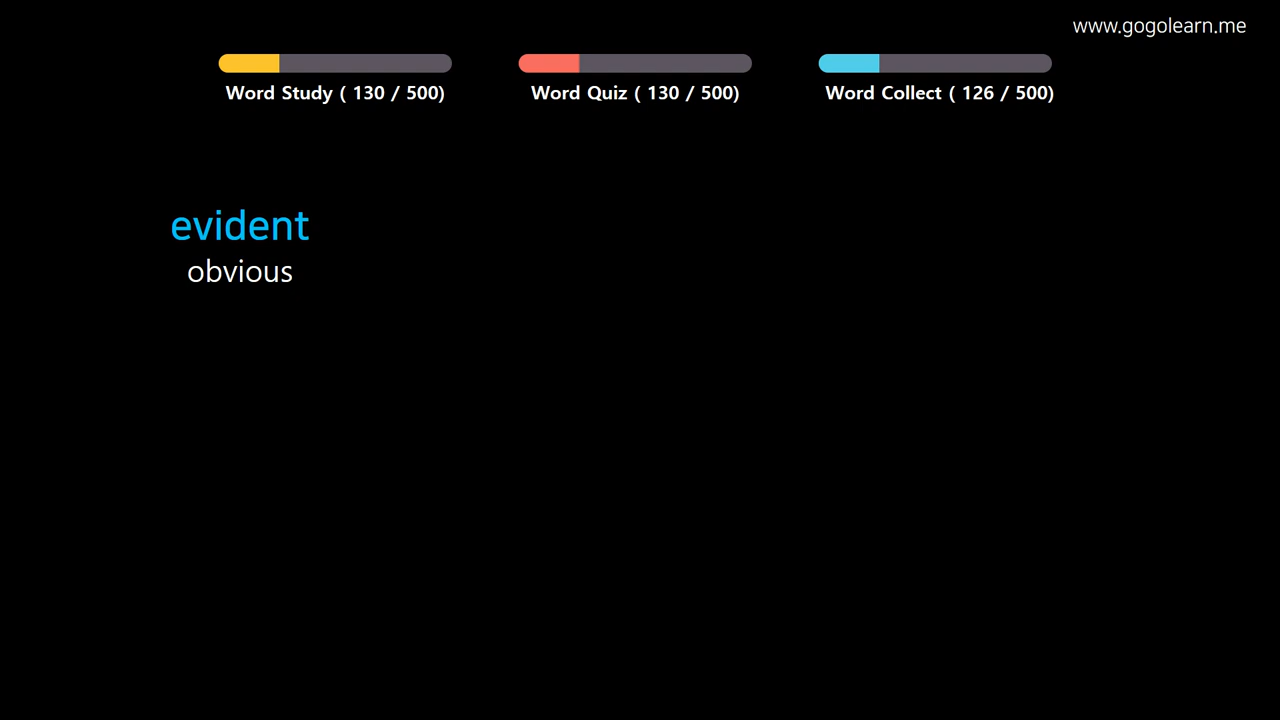 www.gogolearn.me
Word Study ( 130 / 500)
Word Quiz ( 130 / 500)
Word Collect ( 126 / 500)
evident
obvious